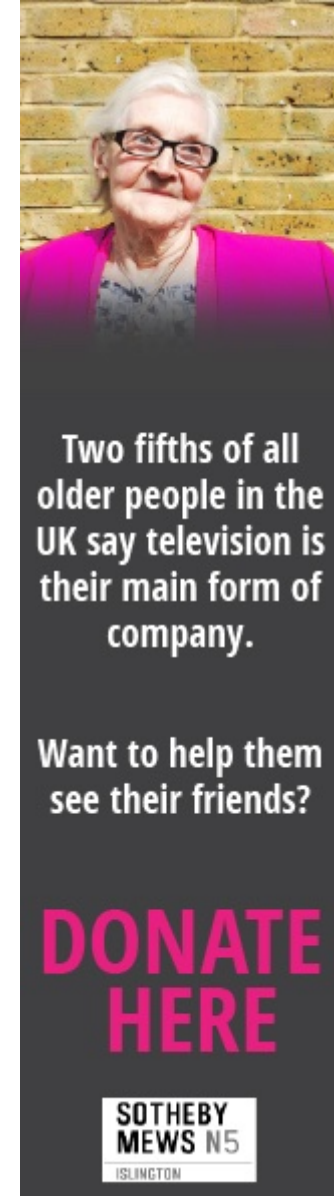 Two fifths of all
older people in the
UK say television is
their main form of
company.
Want to help them
see their friends?
DONATE
HERE
SOTHEBY
MEWS N5
ISLINGTON